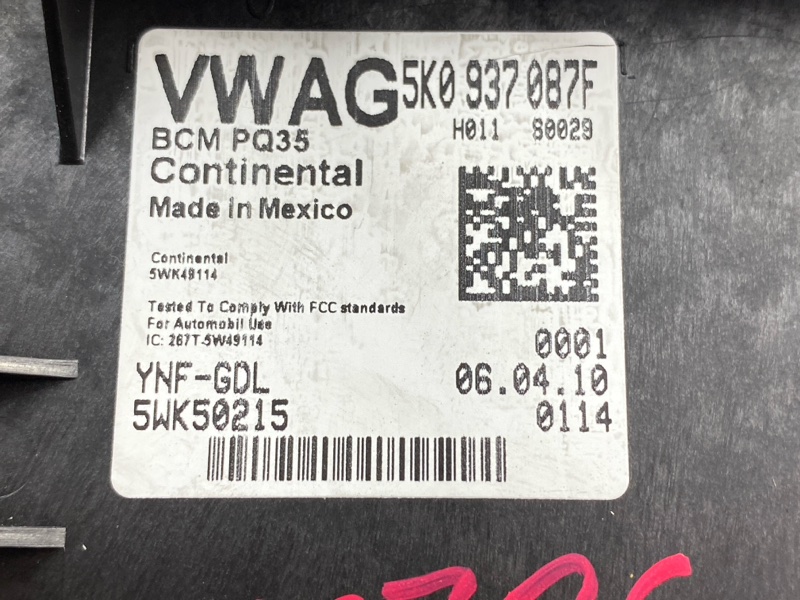 VWAG 5K0 937 087F
H011 S0029
BCM PQ35
Continental
Made In Mexico
Continental
5WK49114
Tested To Comply With FCC standards
For Automobil Use
IC: 267T-5W49114
0001
YNF-GDL 06.04.10
5WK50215 0114